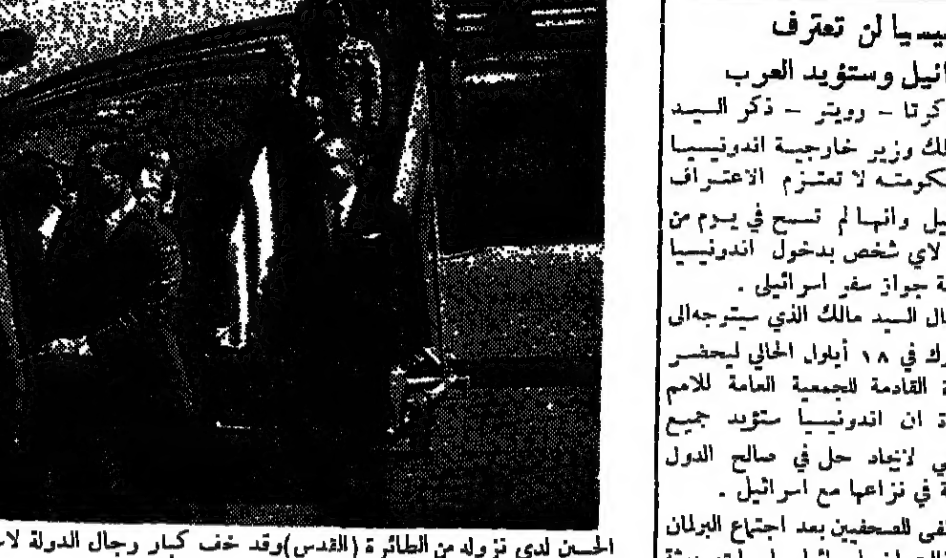 يسيا لن تعترف
ائيل وستؤيد العرب
كرتا - رويتر - ذكر السيد
لك وزير خارجية اندونيسيا
كومته لا تعتزم الاعتراف
يل وانها لم تسمح في يوم من
لاي شخص بدخول اندونيسيا
ة جواز سفر اسرائيلي .
ال السيد مالك الذي سيتوجه الى
رك في ١٨ أيلول الحالي ليحضر
ة القادمة للجمعية العامة للامم
ة ان اندونيسيا ستؤيد جميع
ي لايجاد حل في صالح الدول
ة في نزاعها مع اسرائيل .
في للصحفيين بعد اجتماع البرلمان
الحسين لدى نزوله من الطائرة (القدس) وقد خف كبار رجال الدولة لاس